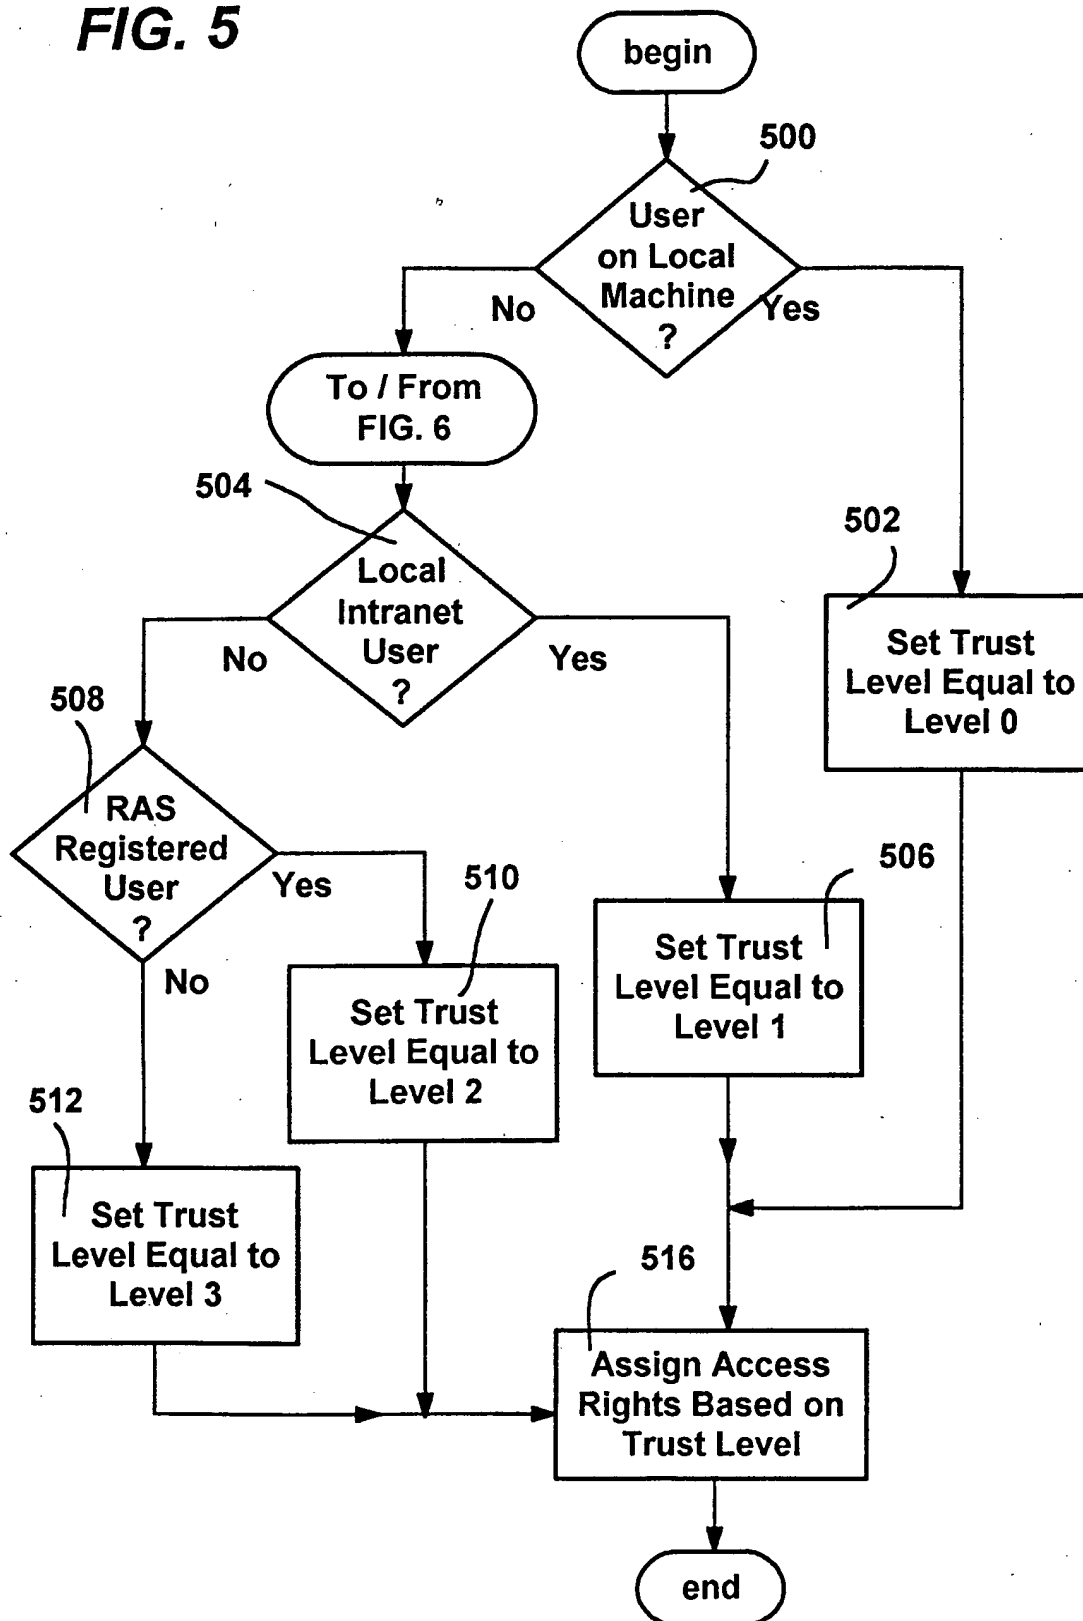 FIG. 5
begin
500
User
on Local
Machine
?
No
Yes
To / From
FIG. 6
504
Local
Intranet
User
?
No
Yes
502
Set Trust
Level Equal to
Level 0
508
RAS
Registered
User
?
Yes
No
510
Set Trust
Level Equal to
Level 2
506
Set Trust
Level Equal to
Level 1
512
Set Trust
Level Equal to
Level 3
516
Assign Access
Rights Based on
Trust Level
end